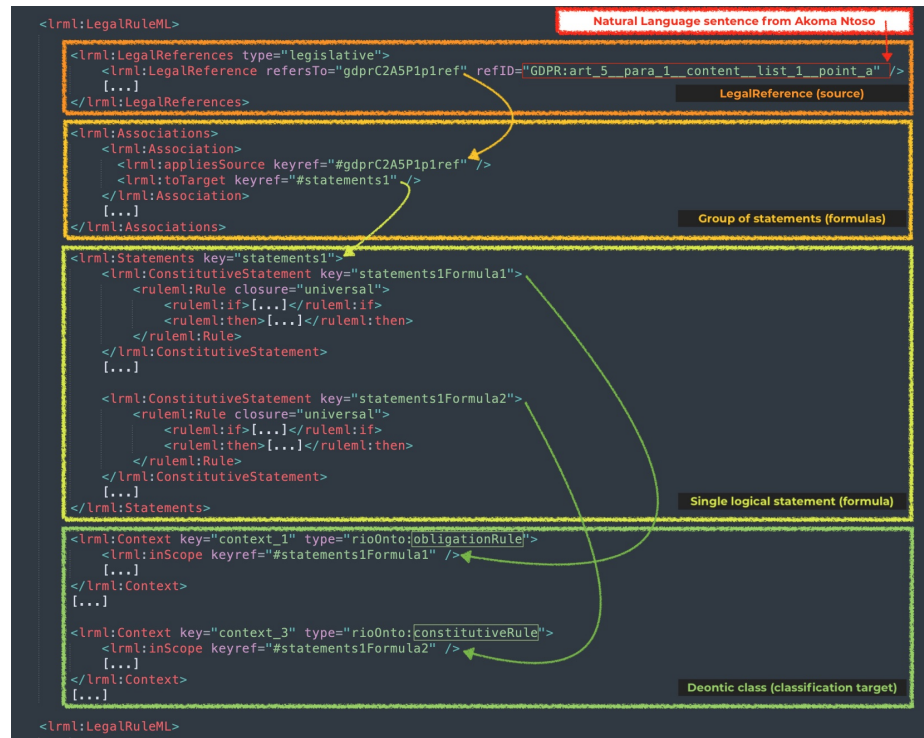 <lrml:LegalRuleML>
Natural Language sentence from Akoma Ntoso
<lrml:LegalReferences type="legislative">
<lrml:LegalReference refersTo="gdprC2A5P1p1ref" refID="GDPR:art_5__para_1__content__list_1__point_a" />
[...]
</lrml:LegalReferences>
LegalReference (source)
<lrml:Associations>
<lrml:Association>
<lrml:appliesSource keyref="#gdprC2A5P1p1ref" />
<lrml:toTarget keyref="#statements1" />
</lrml:Association>
[...]
</lrml:Associations>
Group of statements (formulas)
<lrml:Statements key="statements1">
<lrml:ConstitutiveStatement key="statements1Formula1">
<ruleml:Rule closure="universal">
<ruleml:if>[...]</ruleml:if>
<ruleml:then>[...]</ruleml:then>
</ruleml:Rule>
</lrml:ConstitutiveStatement>
[...]
<lrml:ConstitutiveStatement key="statements1Formula2">
<ruleml:Rule closure="universal">
<ruleml:if>[...]</ruleml:if>
<ruleml:then>[...]</ruleml:then>
</ruleml:Rule>
</lrml:ConstitutiveStatement>
[...]
</lrml:Statements>
Single logical statement (formula)
<lrml:Context key="context_1" type="rioOnto:obligationRule">
<lrml:inScope keyref="#statements1Formula1" />
[...]
</lrml:Context>
[...]
<lrml:Context key="context_3" type="rioOnto:constitutiveRule">
<lrml:inScope keyref="#statements1Formula2" />
[...]
</lrml:Context>
[...]
Deontic class (classification target)
<lrml:LegalRuleML>